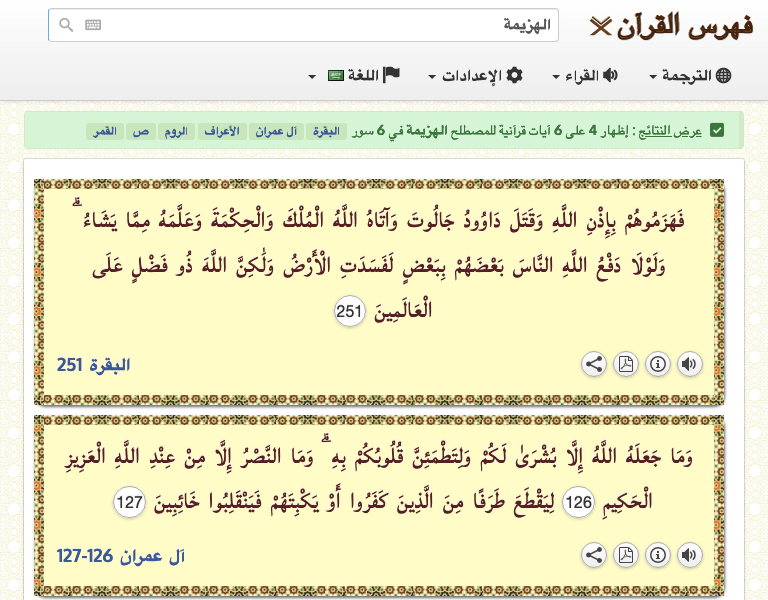 فهرس القرآن
الهزيمة
الترجمة القراء الإعدادات اللغة
عرض النتائج : إظهار 4 على 6 آيات قرآنية للمصطلح الهزيمة في 6 سور البقرة آل عمران الأعراف الروم ص القمر
فَهَزَمُوهُمْ بِإِذْنِ اللَّهِ وَقَتَلَ دَاوُودُ جَالُوتَ وَآتَاهُ اللَّهُ الْمُلْكَ وَالْحِكْمَةَ وَعَلَّمَهُ مِمَّا يَشَاءُ ۗ
وَلَوْلَا دَفْعُ اللَّهِ النَّاسَ بَعْضَهُمْ بِبَعْضٍ لَفَسَدَتِ الْأَرْضُ وَلَٰكِنَّ اللَّهَ ذُو فَضْلٍ عَلَى
الْعَالَمِينَ 251
البقرة 251
وَمَا جَعَلَهُ اللَّهُ إِلَّا بُشْرَىٰ لَكُمْ وَلِتَطْمَئِنَّ قُلُوبُكُمْ بِهِ ۗ وَمَا النَّصْرُ إِلَّا مِنْ عِنْدِ اللَّهِ الْعَزِيزِ
الْحَكِيمِ 126 لِيَقْطَعَ طَرَفًا مِنَ الَّذِينَ كَفَرُوا أَوْ يَكْبِتَهُمْ فَيَنْقَلِبُوا خَائِبِينَ 127
آل عمران 126-127